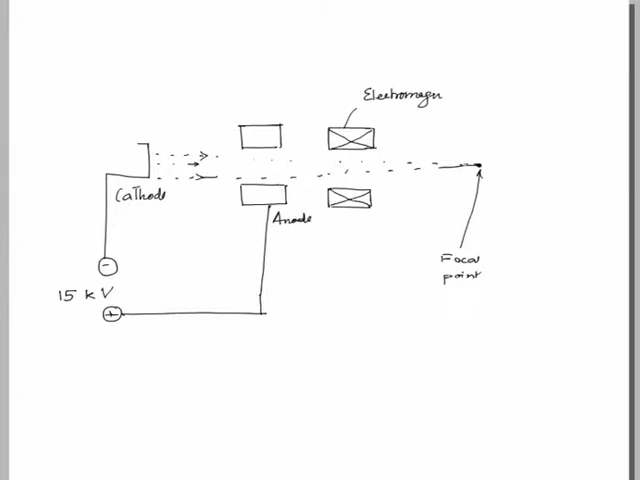 Electromagn
Cathode
Anode
-
15 kV
+
Focal
point